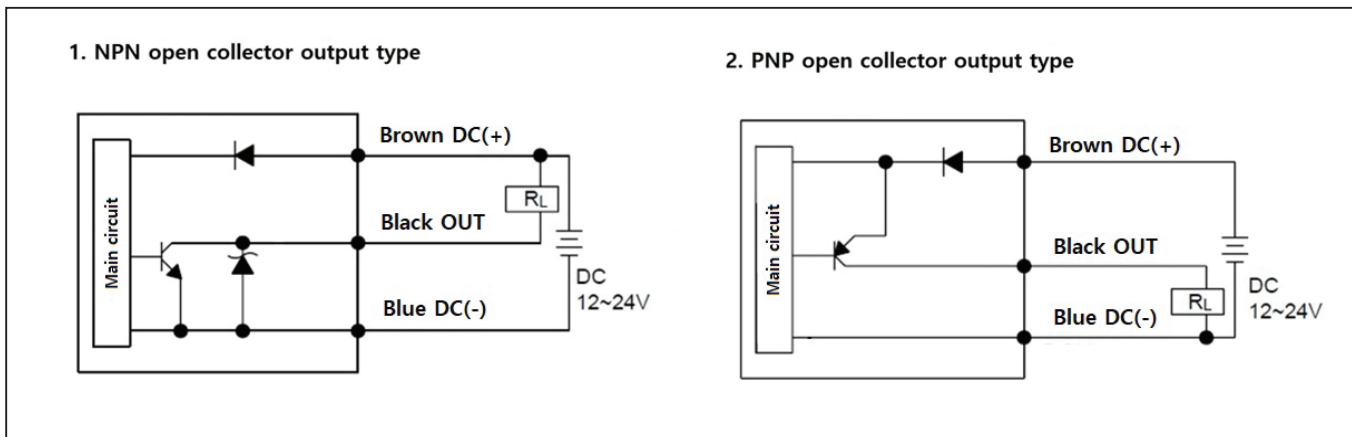 1. NPN open collector output type
Main circuit
Brown DC(+)
RL
Black OUT
Blue DC(-)
DC
12~24V
2. PNP open collector output type
Main circuit
Brown DC(+)
Black OUT
Blue DC(-)
RL
DC
12~24V